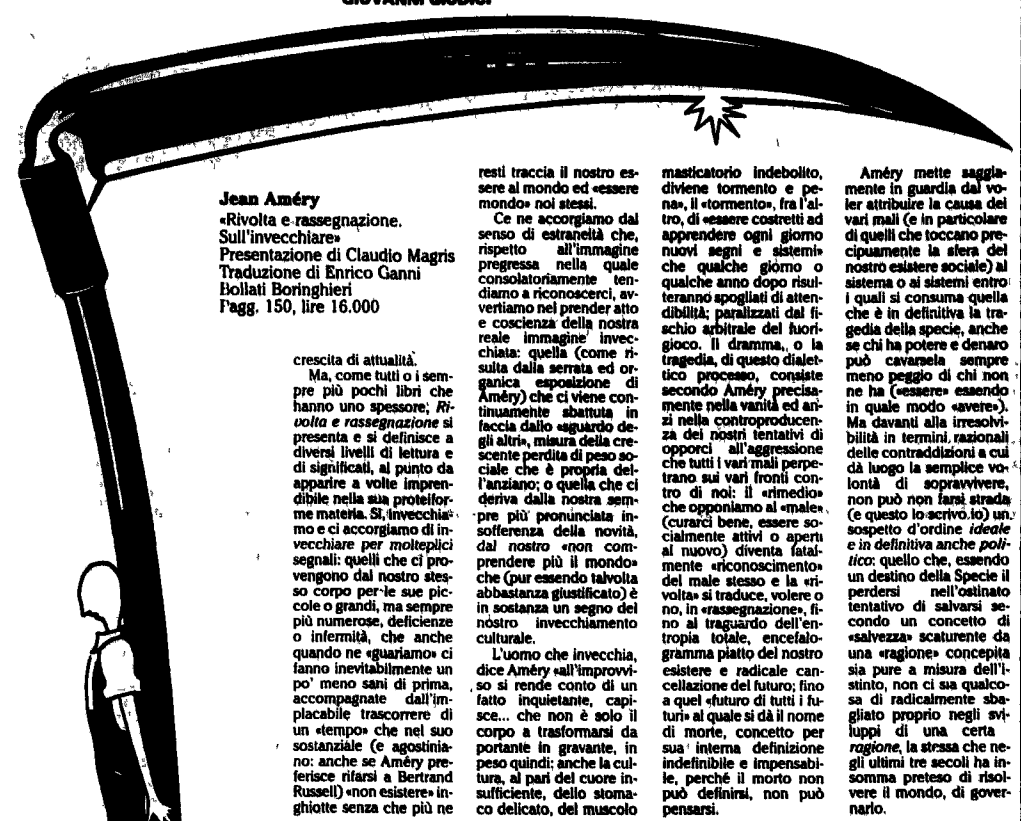 GIOVANNI GIUDICI
Jean Améry
«Rivolta e rassegnazione.
Sull'invecchiare»
Presentazione di Claudio Magris
Traduzione di Enrico Ganni
Bollati Boringhieri
Pagg. 150, lire 16.000
crescita di attualità.
Ma, come tutti o i sem-
pre più pochi libri che
hanno uno spessore; Ri-
volta e rassegnazione si
presenta e si definisce a
diversi livelli di lettura e
di significati, al punto da
apparire a volte impren-
dibile nella sua proteifor-
me materia. Sì, invecchia-
mo e ci accorgiamo di in-
vecchiare per molteplici
segnali: quelli che ci pro-
vengono dal nostro stes-
so corpo per le sue pic-
cole o grandi, ma sempre
più numerose, deficienze
o infermità, che anche
quando ne «guariamo» ci
fanno inevitabilmente un
po' meno sani di prima,
accompagnate dall'im-
placabile trascorrere di
un «tempo» che nel suo
sostanziale (e agostinia-
no: anche se Améry pre-
ferisce rifarsi a Bertrand
Russell) «non esistere» in-
ghiotte senza che più ne
resti traccia il nostro es-
sere al mondo ed «essere
mondo» noi stessi.
Ce ne accorgiamo dal
senso di estraneità che,
rispetto all'immagine
pregressa nella quale
consolatoriamente ten-
diamo a riconoscerci, av-
vertiamo nel prender atto
e coscienza della nostra
reale immagine invec-
chiata: quella (come ri-
sulta dalla serrata ed or-
ganica esposizione di
Améry) che ci viene con-
tinuamente sbattuta in
faccia dallo «sguardo de-
gli altri», misura della cre-
scente perdita di peso so-
ciale che è propria del-
l'anziano; o quella che ci
deriva dalla nostra sem-
pre più pronunciata in-
sofferenza della novità,
dal nostro «non com-
prendere più il mondo»
che (pur essendo talvolta
abbastanza giustificato) è
in sostanza un segno del
nostro invecchiamento
culturale.
L'uomo che invecchia,
dice Améry «all'improvvi-
so si rende conto di un
fatto inquietante, capi-
sce... che non è solo il
corpo a trasformarsi da
portante in gravante, in
peso quindi; anche la cul-
tura, al pari del cuore in-
sufficiente, dello stoma-
co delicato, del muscolo
masticatorio indebolito,
diviene tormento e pe-
na», il «tormento», fra l'al-
tro, di «essere costretti ad
apprendere ogni giorno
nuovi segni e sistemi»
che qualche giorno o
qualche anno dopo risul-
teranno spogliati di atten-
dibilità; paralizzati dal fi-
schio arbitrale del fuori-
gioco. Il dramma, o la
tragedia, di questo dialet-
tico processo, consiste
secondo Améry precisa-
mente nella vanità ed an-
zi nella controproducen-
za dei nostri tentativi di
opporci all'aggressione
che tutti i vari mali perpe-
trano sui vari fronti con-
tro di noi: il «rimedio»
che opponiamo al «male»
(curarci bene, essere so-
cialmente attivi o aperti
al nuovo) diventa fatal-
mente «riconoscimento»
del male stesso e la «ri-
volta» si traduce, volere o
no, in «rassegnazione», fi-
no al traguardo dell'en-
tropia totale, encefalo-
gramma piatto del nostro
esistere e radicale can-
cellazione del futuro; fino
a quel «futuro di tutti i fu-
turi» al quale si dà il nome
di morte, concetto per
sua interna definizione
indefinibile e impensabi-
le, perché il morto non
può definirsi, non può
pensarsi.
Améry mette saggia-
mente in guardia dal vo-
ler attribuire la causa dei
vari mali (e in particolare
di quelli che toccano pre-
cipuamente la sfera del
nostro esistere sociale) al
sistema o ai sistemi entro
i quali si consuma quella
che è in definitiva la tra-
gedia della specie, anche
se chi ha potere e denaro
può cavarsela sempre
meno peggio di chi non
ne ha («essere» essendo
in quale modo «avere»).
Ma davanti alla irresolvi-
bilità in termini razionali
delle contraddizioni a cui
dà luogo la semplice vo-
lontà di sopravvivere,
non può non farsi strada
(e questo lo scrivo io) un
sospetto d'ordine ideale
e in definitiva anche poli-
tico: quello che, essendo
un destino della Specie il
perdersi nell'ostinato
tentativo di salvarsi se-
condo un concetto di
«salvezza» scaturente da
una «ragione» concepita
sia pure a misura dell'i-
stinto, non ci sia qualco-
sa di radicalmente sba-
gliato proprio negli svi-
luppi di una certa
ragione, la stessa che ne-
gli ultimi tre secoli ha in-
somma preteso di risol-
vere il mondo, di gover-
narlo.